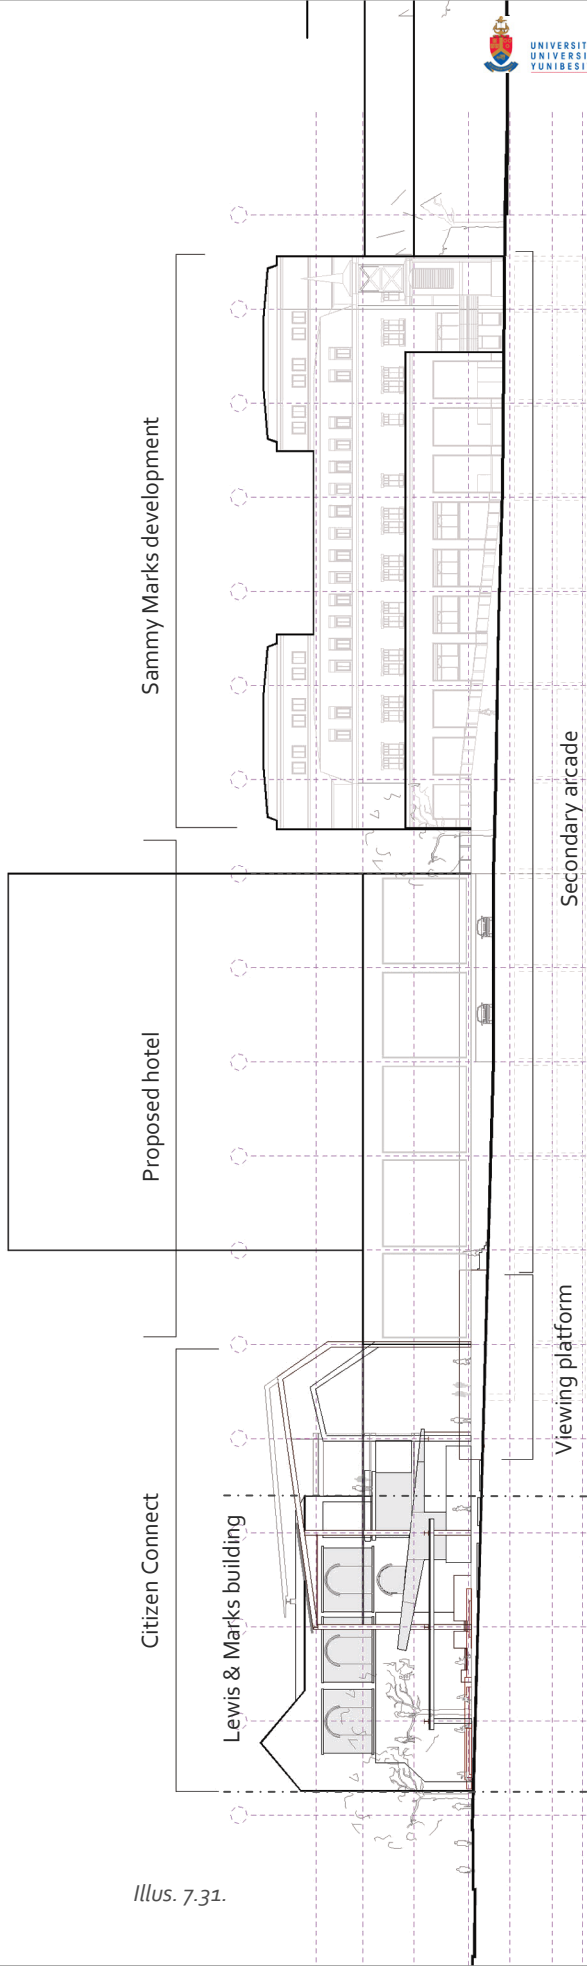 UNIVERSIT
UNIVERSI
YUNIBESI
Sammy Marks development
Secondary arcade
Proposed hotel
Viewing platform
Citizen Connect
Lewis & Marks building
Illus. 7.31.